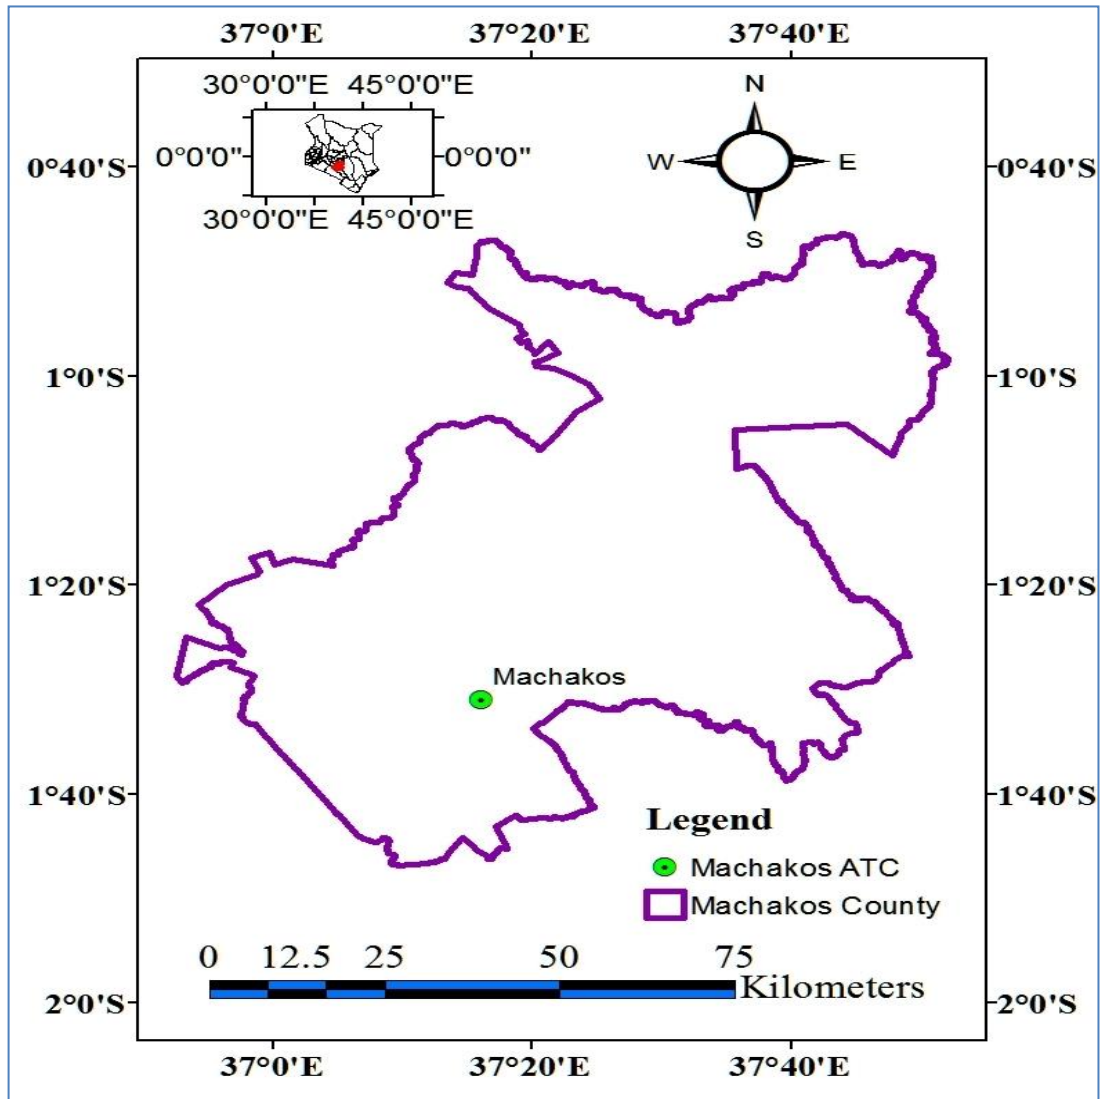 37°0'E 37°20'E 37°40'E
30°0'0"E 45°0'0"E
0°0'0" 0°0'0"
30°0'0"E 45°0'0"E
N
W E
S
0°40'S 0°40'S
1°0'S 1°0'S
1°20'S 1°20'S
Machakos
1°40'S 1°40'S
Legend
Machakos ATC
Machakos County
0 12.5 25 50 75
Kilometers
2°0'S 2°0'S
37°0'E 37°20'E 37°40'E